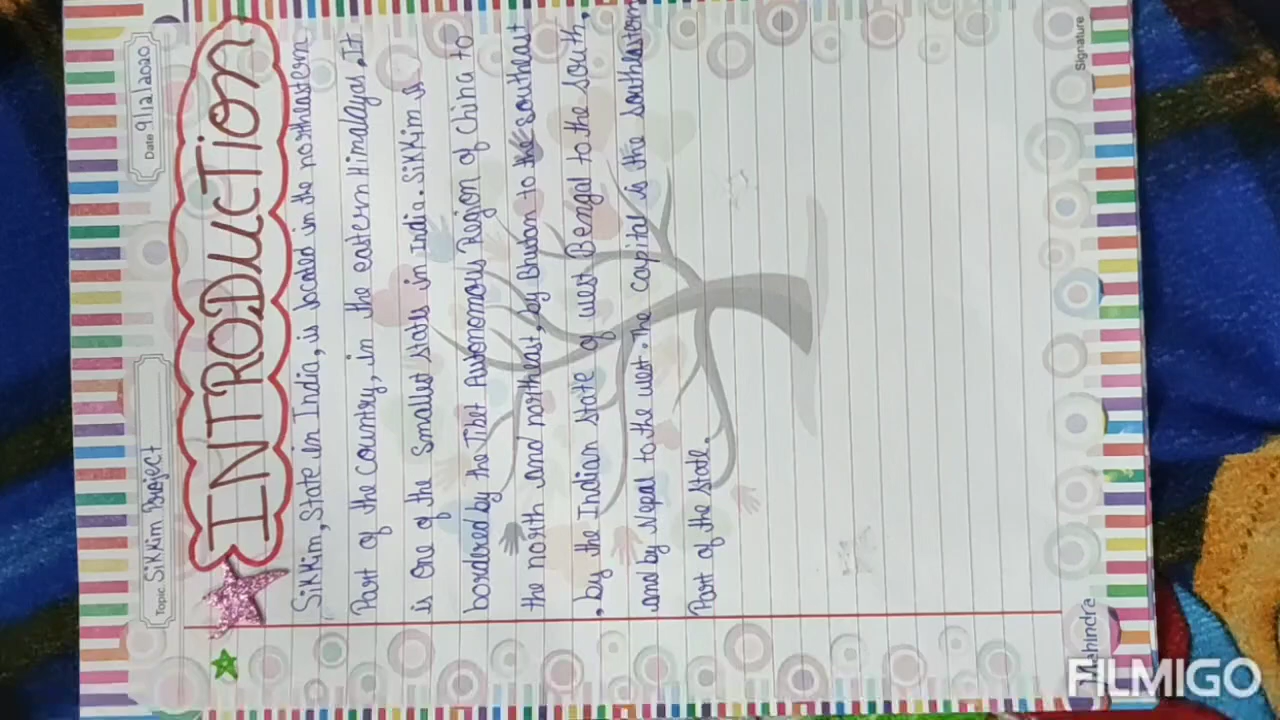 Topic Sikkim Project
Date 9/12/2020
INTRODUCTION
Sikkim, State in India, is located in the northeastern
Part of the country, in the eastern Himalayas. It
is one of the smallest states in India. Sikkim is
bordered by the Tibet Autonomous Region of China to
the north and northeast, by Bhutan to the southeast
, by the Indian state of west Bengal to the south,
and by Nepal to the west. The capital is the southeastern
Part of the state.
Mahindra
Signature
FILMIGO